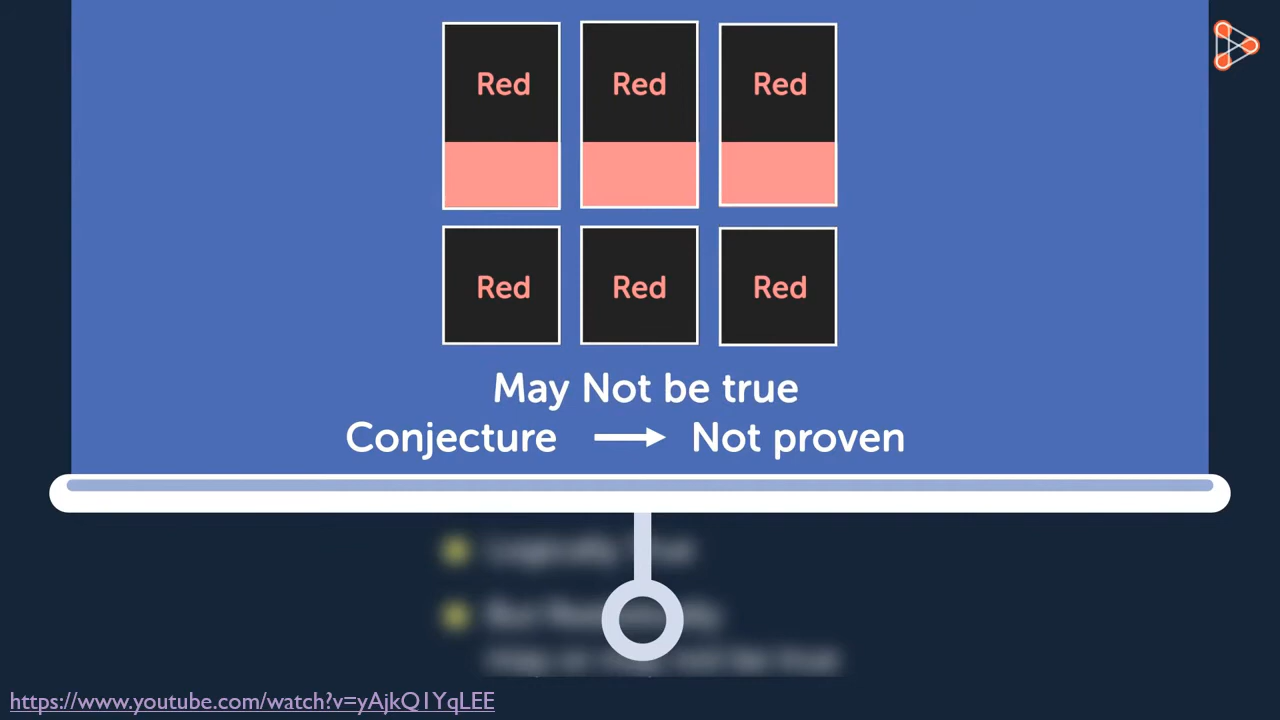 Red Red Red
Red Red Red
May Not be true
Conjecture → Not proven
https://www.youtube.com/watch?v=yAjkQ1YqLEE